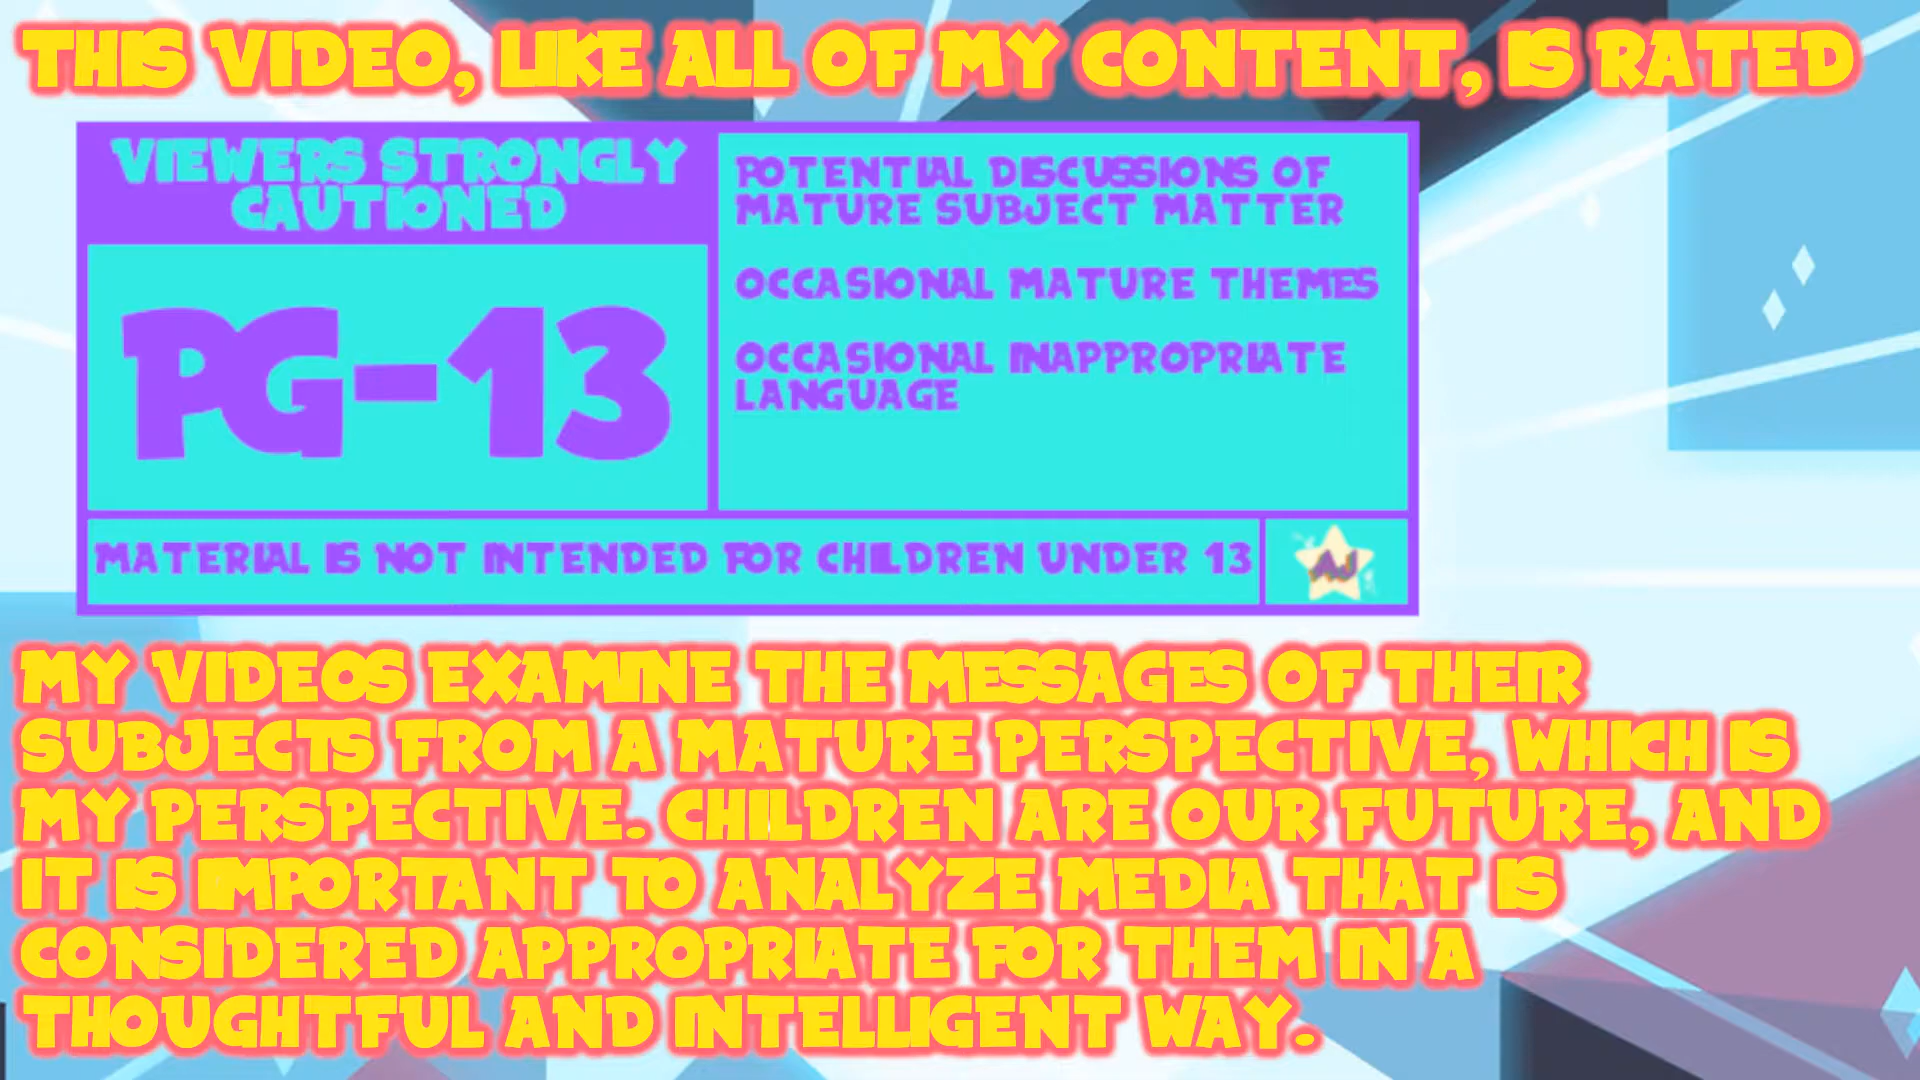 THIS VIDEO, LIKE ALL OF MY CONTENT, IS RATED
VIEWERS STRONGLY
CAUTIONED
PG-13
POTENTIAL DISCUSSIONS OF
MATURE SUBJECT MATTER
OCCASIONAL MATURE THEMES
OCCASIONAL INAPPROPRIATE
LANGUAGE
MATERIAL IS NOT INTENDED FOR CHILDREN UNDER 13
AJ
MY VIDEOS EXAMINE THE MESSAGES OF THEIR
SUBJECTS FROM A MATURE PERSPECTIVE, WHICH IS
MY PERSPECTIVE. CHILDREN ARE OUR FUTURE, AND
IT IS IMPORTANT TO ANALYZE MEDIA THAT IS
CONSIDERED APPROPRIATE FOR THEM IN A
THOUGHTFUL AND INTELLIGENT WAY.